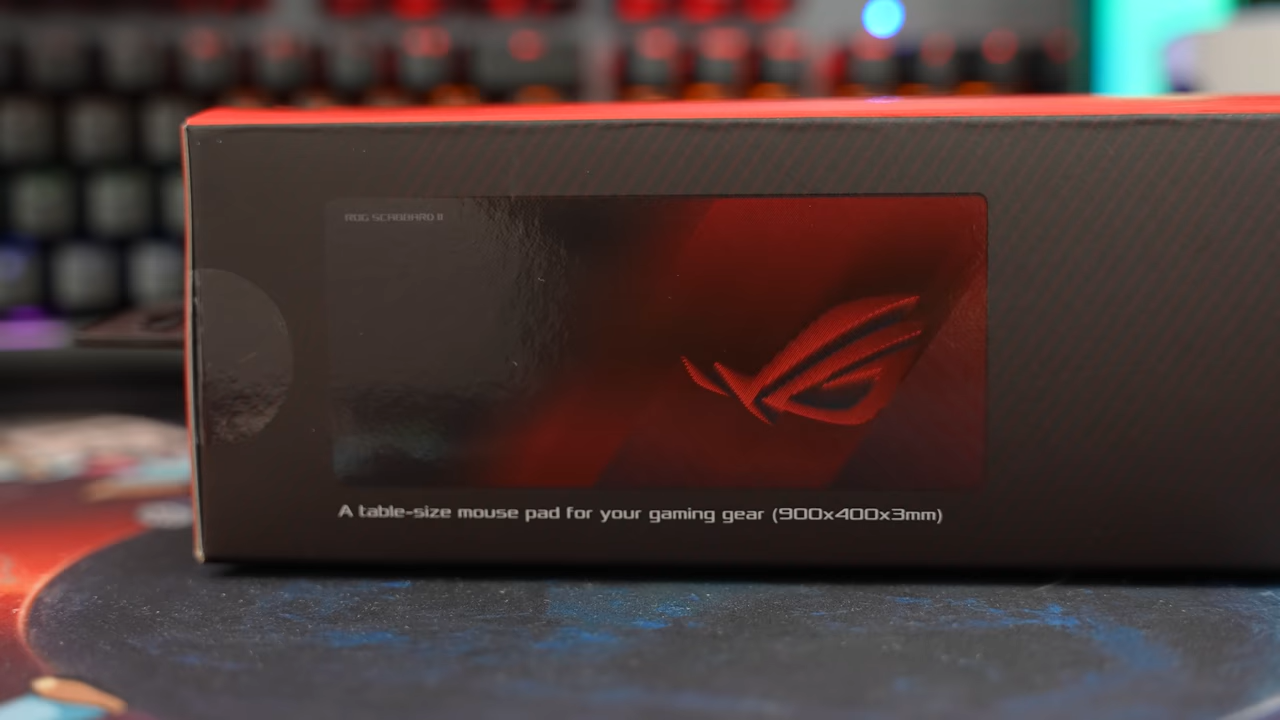 ROG SCABBARD II
A table-size mouse pad for your gaming gear (900x400x3mm)